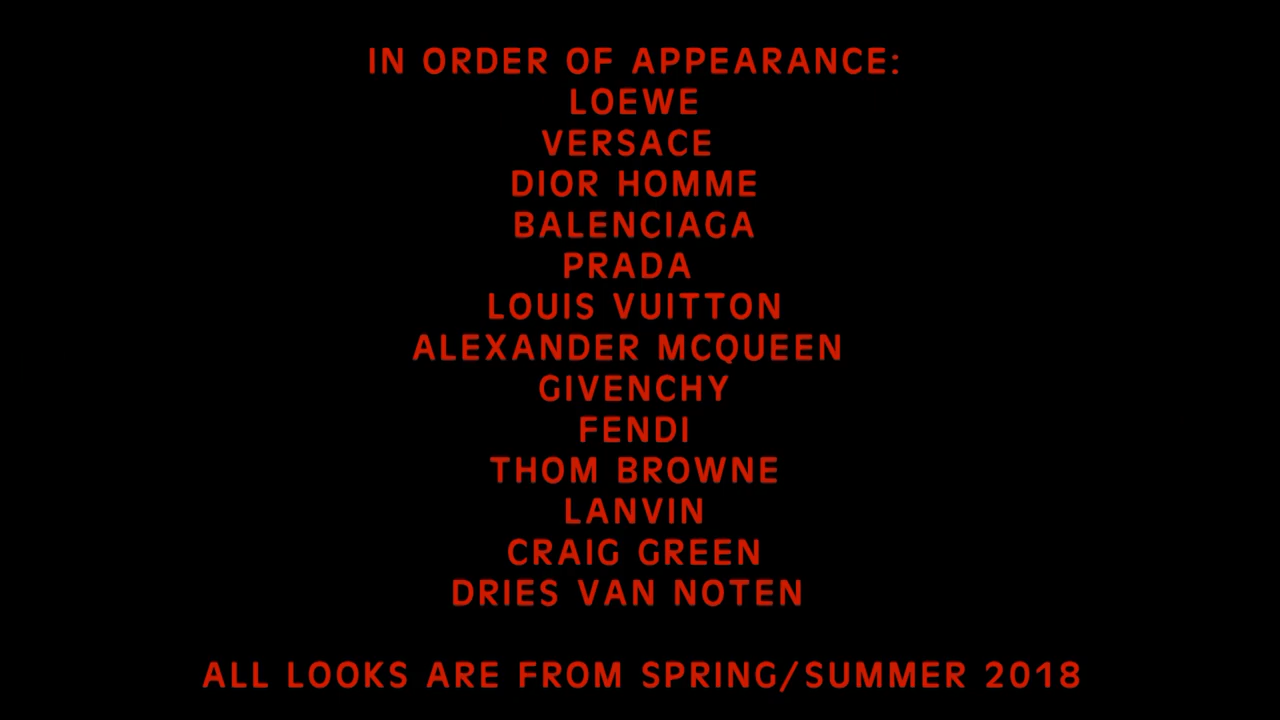 IN ORDER OF APPEARANCE:
LOEWE
VERSACE
DIOR HOMME
BALENCIAGA
PRADA
LOUIS VUITTON
ALEXANDER MCQUEEN
GIVENCHY
FENDI
THOM BROWNE
LANVIN
CRAIG GREEN
DRIES VAN NOTEN
ALL LOOKS ARE FROM SPRING/SUMMER 2018